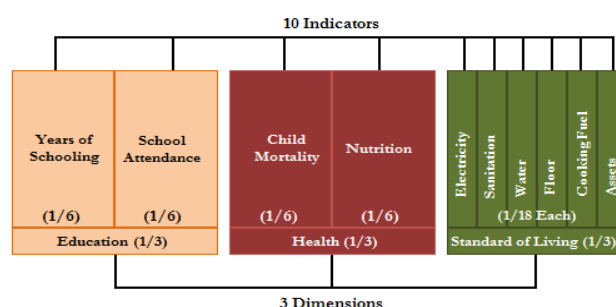 10 Indicators
Years of
Schooling
(1/6)
School
Attendance
(1/6)
Education (1/3)
Child
Mortality
(1/6)
Nutrition
(1/6)
Health (1/3)
Electricity
Sanitation
Water
Floor
Cooking Fuel
Assets
(1/18 Each)
Standard of Living (1/3)
3 Dimensions